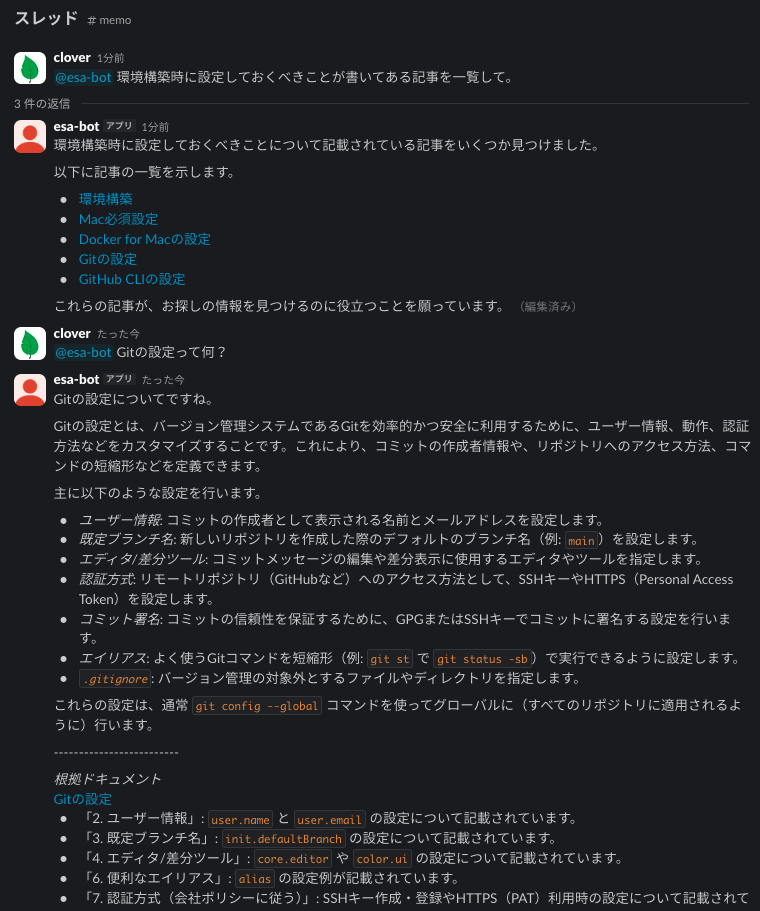 スレッド # memo
clover 1分前
@esa-bot 環境構築時に設定しておくべきことが書いてある記事を一覧して。
3 件の返信
esa-bot アプリ 1分前
環境構築時に設定しておくべきことについて記載されている記事をいくつか見つけました。
以下に記事の一覧を示します。
• 環境構築
• Mac必須設定
• Docker for Macの設定
• Gitの設定
• GitHub CLIの設定
これらの記事が、お探しの情報を見つけるのに役立つことを願っています。 （編集済み）
clover たった今
@esa-bot Gitの設定って何？
esa-bot アプリ たった今
Gitの設定についてですね。
Gitの設定とは、バージョン管理システムであるGitを効率的かつ安全に利用するために、ユーザー情報、動作、認証
方法などをカスタマイズすることです。これにより、コミットの作成者情報や、リポジトリへのアクセス方法、コマ
ンドの短縮形などを定義できます。
主に以下のような設定を行います。
• ユーザー情報: コミットの作成者として表示される名前とメールアドレスを設定します。
• 既定ブランチ名: 新しいリポジトリを作成した際のデフォルトのブランチ名（例: main）を設定します。
• エディタ/差分ツール: コミットメッセージの編集や差分表示に使用するエディタやツールを指定します。
• 認証方式: リモートリポジトリ（GitHubなど）へのアクセス方法として、SSHキーやHTTPS（Personal Access
Token）を設定します。
• コミット署名: コミットの信頼性を保証するために、GPGまたはSSHキーでコミットに署名する設定を行いま
す。
• エイリアス: よく使うGitコマンドを短縮形（例: git st で git status -sb）で実行できるように設定します。
• .gitignore: バージョン管理の対象外とするファイルやディレクトリを指定します。
これらの設定は、通常 git config --global コマンドを使ってグローバルに（すべてのリポジトリに適用されるよ
うに）行います。
-------------------------
根拠ドキュメント
Gitの設定
• 「2. ユーザー情報」: user.name と user.email の設定について記載されています。
• 「3. 既定ブランチ名」: init.defaultBranch の設定について記載されています。
• 「4. エディタ/差分ツール」: core.editor や color.ui の設定について記載されています。
• 「6. 便利なエイリアス」: alias の設定例が記載されています。
• 「7. 認証方式（会社ポリシーに従う）」: SSHキー作成・登録やHTTPS（PAT）利用時の設定について記載されて